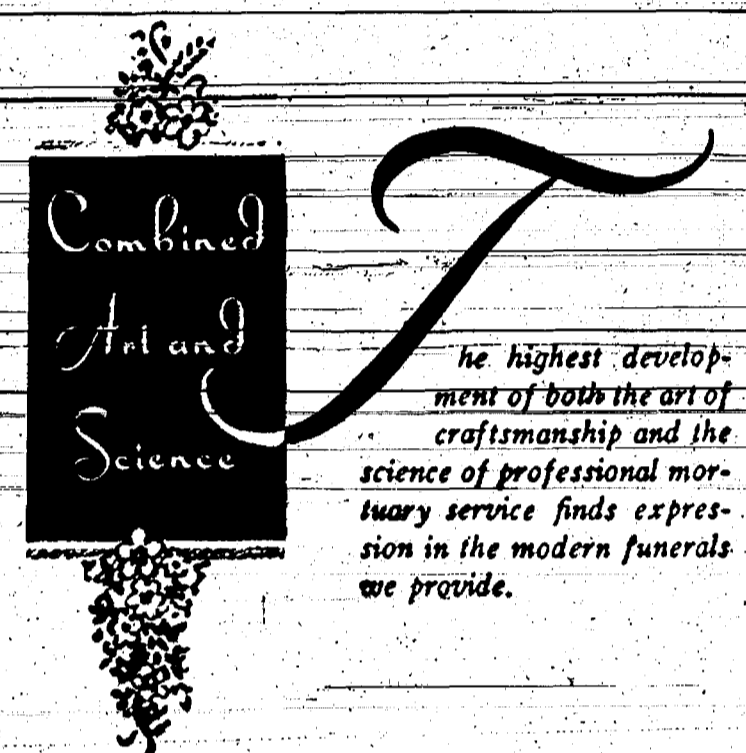 Combined
Art and
Science
The highest develop-
ment of both the art of
craftsmanship and the
science of professional mor-
tuary service finds expres-
sion in the modern funerals
we provide.